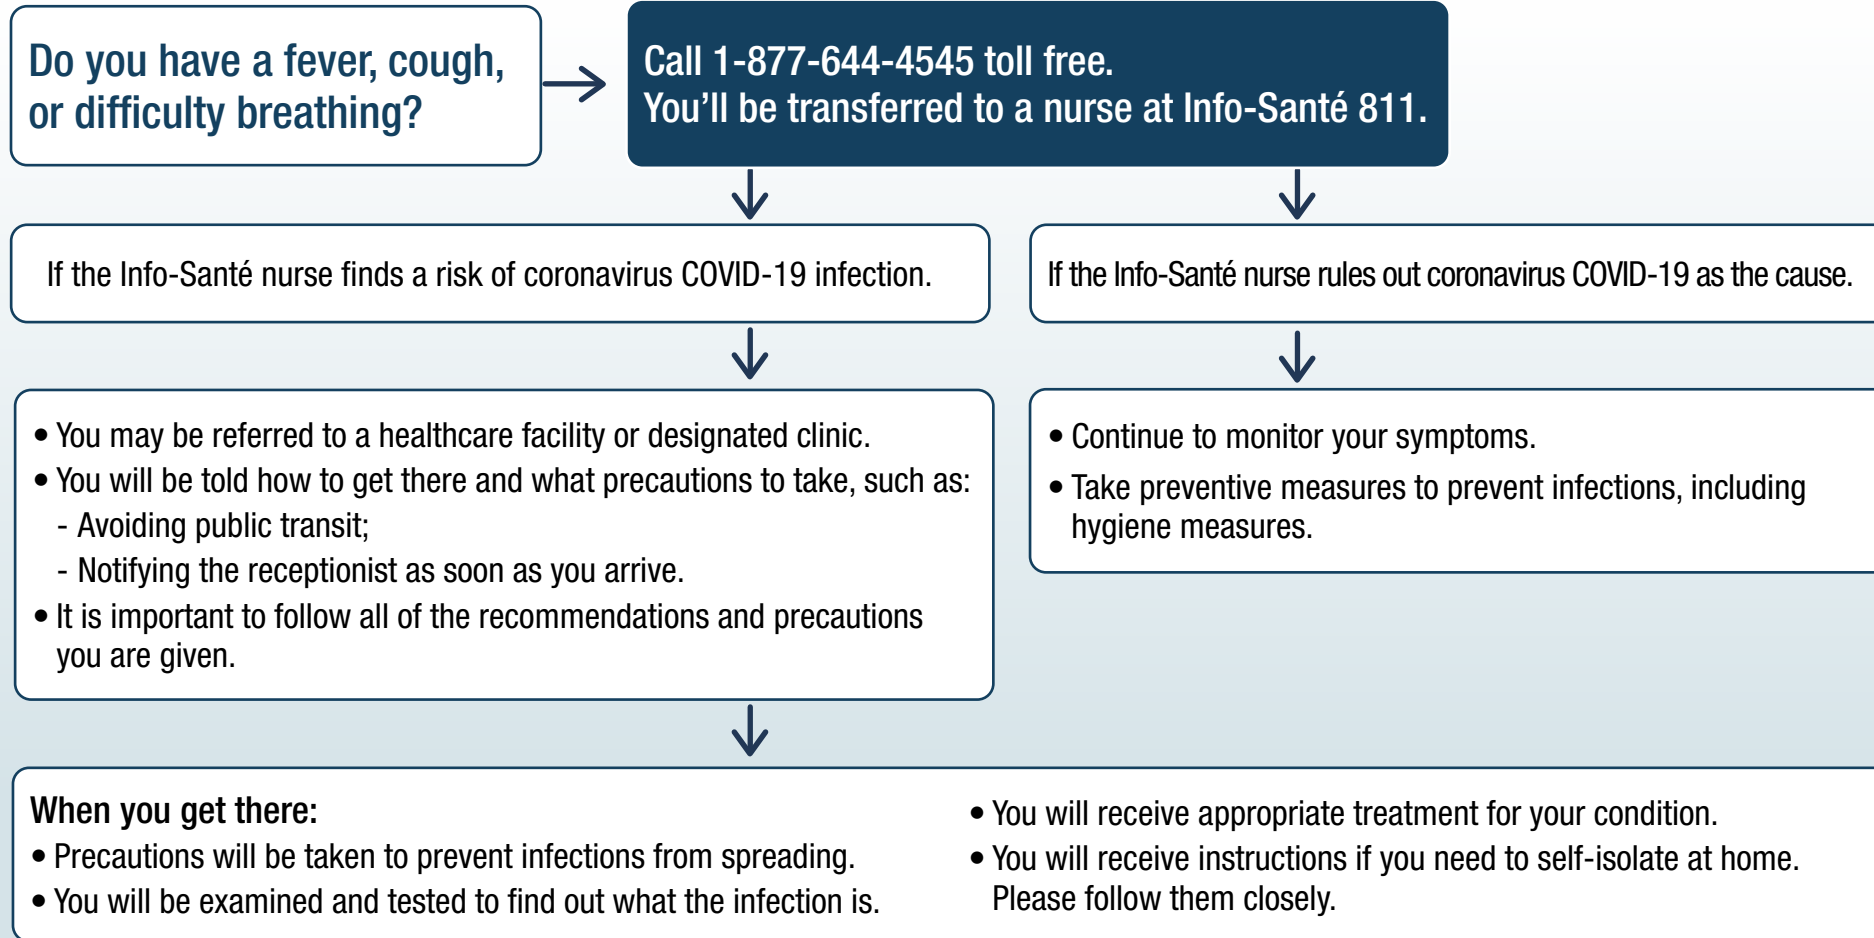 Do you have a fever, cough,
or difficulty breathing?
Call 1-877-644-4545 toll free.
You’ll be transferred to a nurse at Info-Santé 811.
If the Info-Santé nurse finds a risk of coronavirus COVID-19 infection.
If the Info-Santé nurse rules out coronavirus COVID-19 as the cause.
• You may be referred to a healthcare facility or designated clinic.
• You will be told how to get there and what precautions to take, such as:
- Avoiding public transit;
- Notifying the receptionist as soon as you arrive.
• It is important to follow all of the recommendations and precautions
you are given.
• Continue to monitor your symptoms.
• Take preventive measures to prevent infections, including
hygiene measures.
When you get there:
• Precautions will be taken to prevent infections from spreading.
• You will be examined and tested to find out what the infection is.
• You will receive appropriate treatment for your condition.
• You will receive instructions if you need to self-isolate at home.
Please follow them closely.